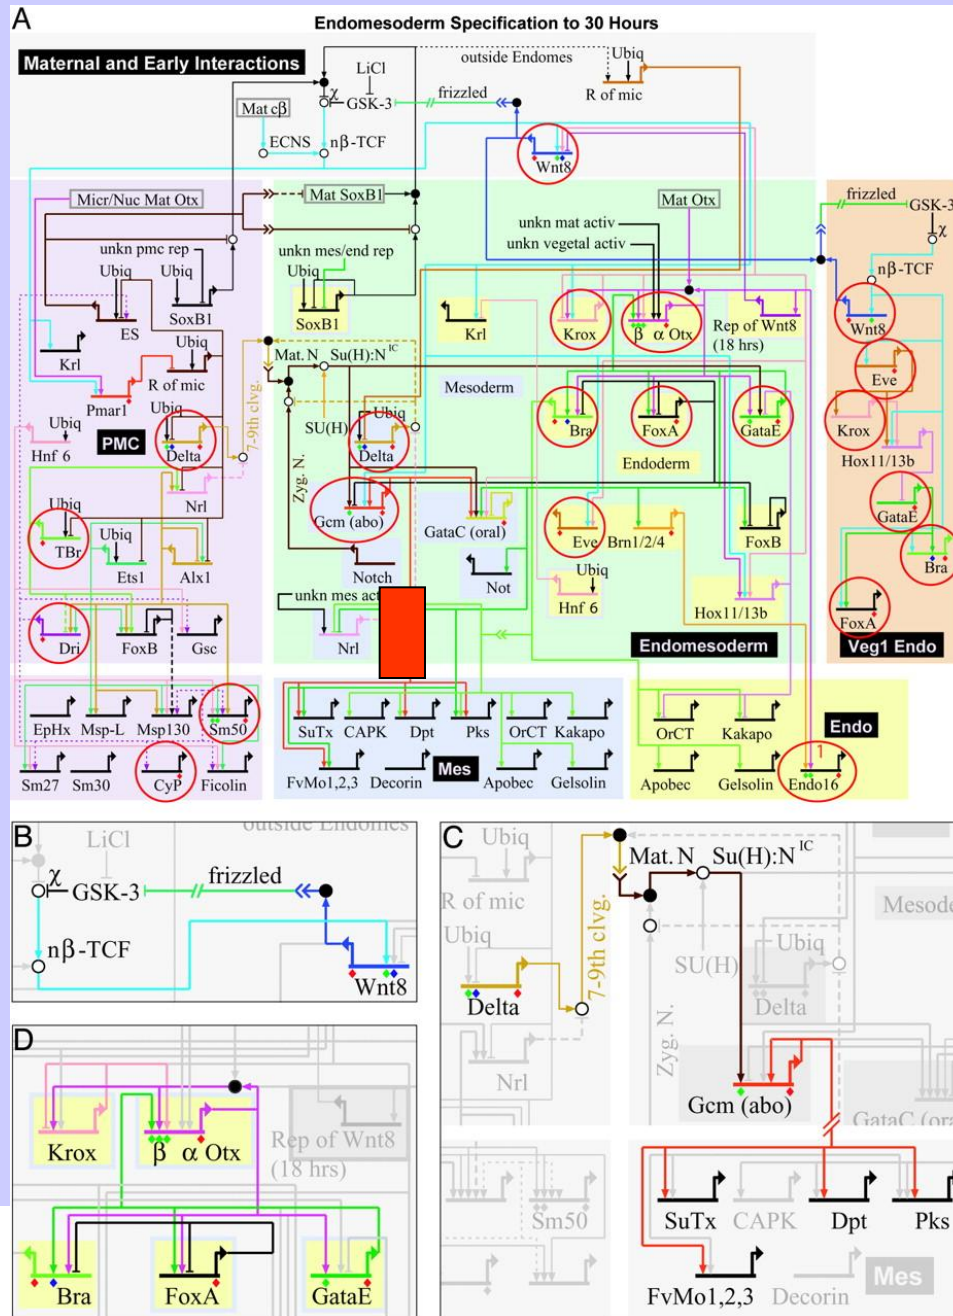 A
Endomesoderm Specification to 30 Hours
Maternal and Early Interactions
outside Endomes
Ubiq
R of mic
LiCl
χ
GSK-3
frizzled
Mat cβ
ECNS
nβ-TCF
Wnt8
Micr/Nuc Mat Otx
Mat SoxB1
Mat Otx
frizzled
GSK-3
χ
nβ-TCF
unkn pmc rep
Ubiq
Ubiq
ES
SoxB1
unkn mes/end rep
Ubiq
SoxB1
unkn mat activ
unkn vegetal activ
Krl
Krox
β α Otx
Rep of Wnt8
(18 hrs)
Wnt8
Krl
Ubiq
R of mic
Pmar1
Mat. N
Su(H):N IC
Mesoderm
Eve
Ubiq
Hnf 6
PMC
Ubiq
Delta
7-9th clvg.
SU(H)
Ubiq
Delta
Bra
FoxA
GataE
Krox
Hox11/13b
Nrl
Zyg. N.
Endoderm
GataE
Ubiq
TBr
Ubiq
Ets1
Alx1
Gcm (abo)
GataC (oral)
Eve
Brn1/2/4
FoxB
Bra
Notch
Not
Ubiq
Hnf 6
Hox11/13b
FoxA
unkn mes ac
Dri
FoxB
Gsc
Nrl
Endomesoderm
Veg1 Endo
EpHx
Msp-L
Msp130
Sm50
SuTx
CAPK
Dpt
Pks
OrCT
Kakapo
OrCT
Kakapo
Endo
1
Sm27
Sm30
CyP
Ficolin
FvMo1,2,3
Decorin
Mes
Apobec
Gelsolin
Apobec
Gelsolin
Endo16
B
outside Endomes
LiCl
χ
GSK-3
frizzled
nβ-TCF
Wnt8
C
Ubiq
R of mic
Mat. N
Su(H):N IC
Mesode
Ubiq
Delta
7-9th clvg.
SU(H)
Ubiq
Delta
Nrl
Zyg. N.
Gcm (abo)
GataC (ora
Sm50
SuTx
CAPK
Dpt
Pks
FvMo1,2,3
Decorin
Mes
D
Krox
β α Otx
Rep of Wnt8
(18 hrs)
Bra
FoxA
GataE